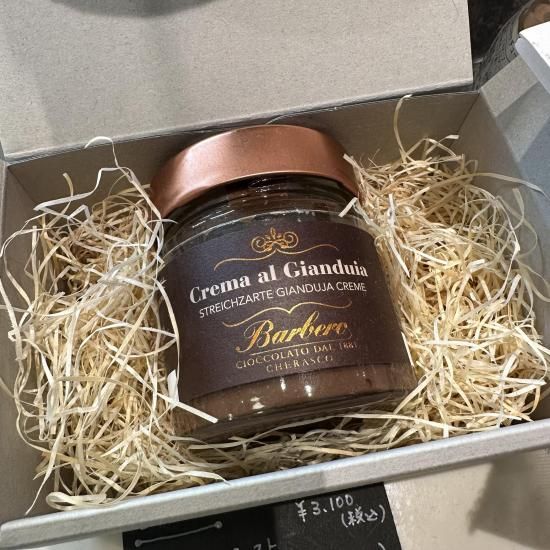 Crema al Gianduia
STREICHZARTE GIANDUJA CREME
Barbero
CIOCCOLATO DAL 1881
CHERASCO
¥3.100
(税込)